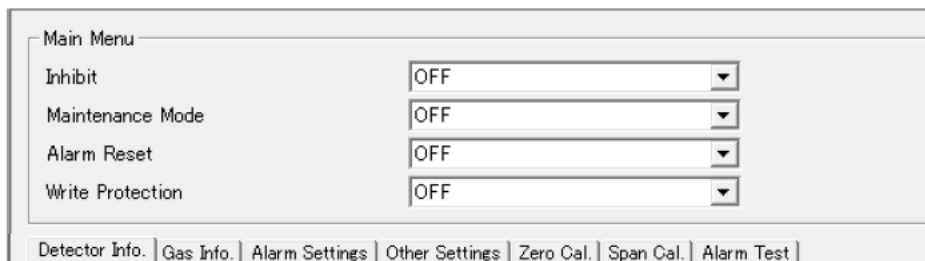 Main Menu
Inhibit OFF
Maintenance Mode OFF
Alarm Reset OFF
Write Protection OFF
Detector Info. Gas Info. Alarm Settings Other Settings Zero Cal. Span Cal. Alarm Test